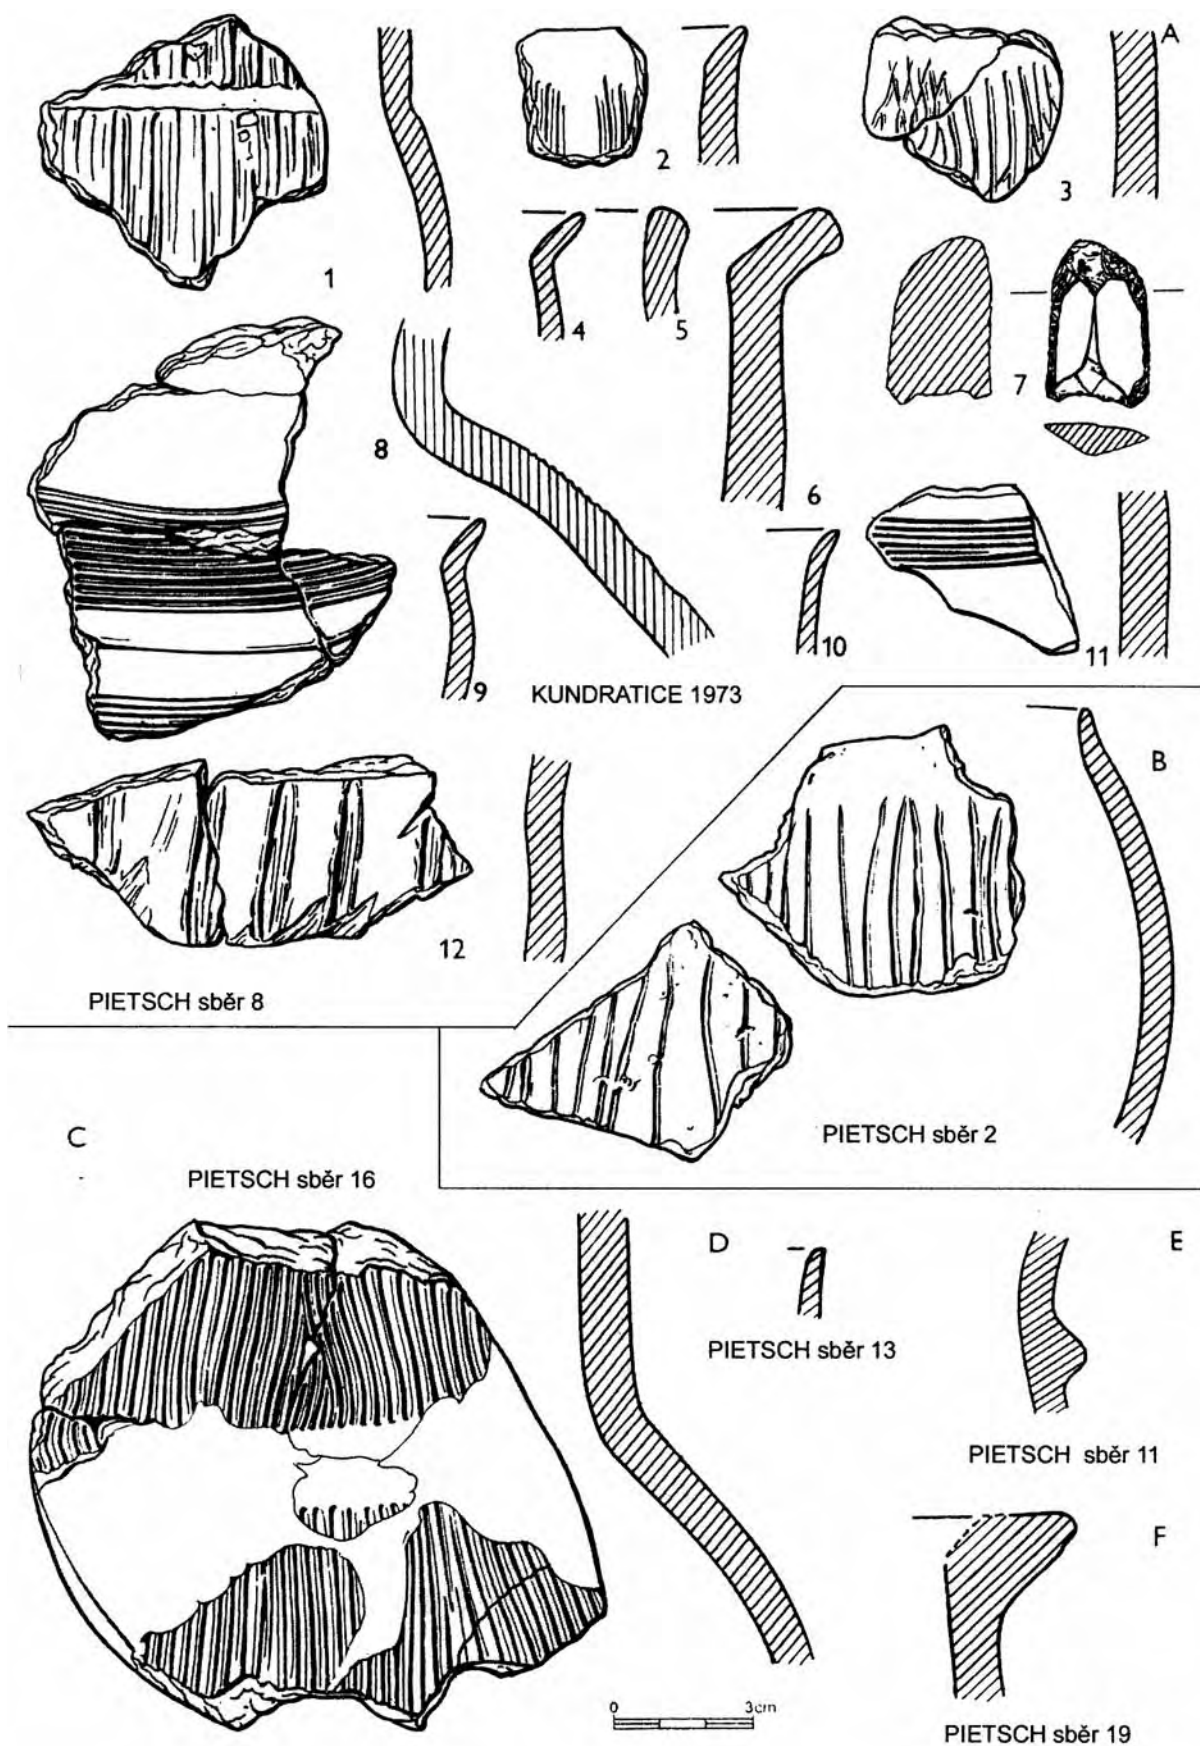 A
1
2
3
4
5
6
7
8
9
10
11
KUNDRATICE 1973
12
PIETSCH sběr 8
B
PIETSCH sběr 2
C
PIETSCH sběr 16
D
PIETSCH sběr 13
E
PIETSCH sběr 11
F
PIETSCH sběr 19
0 3cm